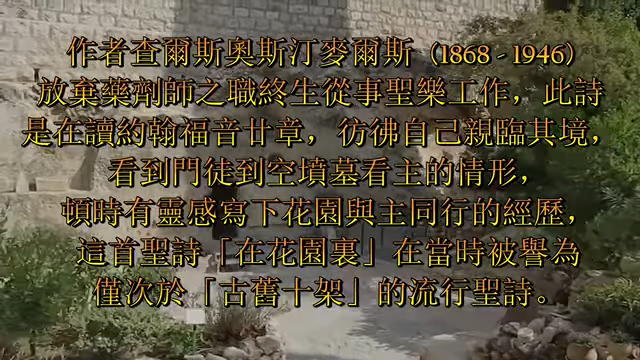 作者查爾斯奧斯汀麥爾斯 (1868 - 1946)
放棄藥劑師之職終生從事聖樂工作，此詩
是在讀約翰福音廿章，彷彿自己親臨其境，
看到門徒到空墳墓看主的情形，
頓時有靈感寫下花園與主同行的經歷，
這首聖詩「在花園裏」在當時被譽為
僅次於「古舊十架」的流行聖詩。